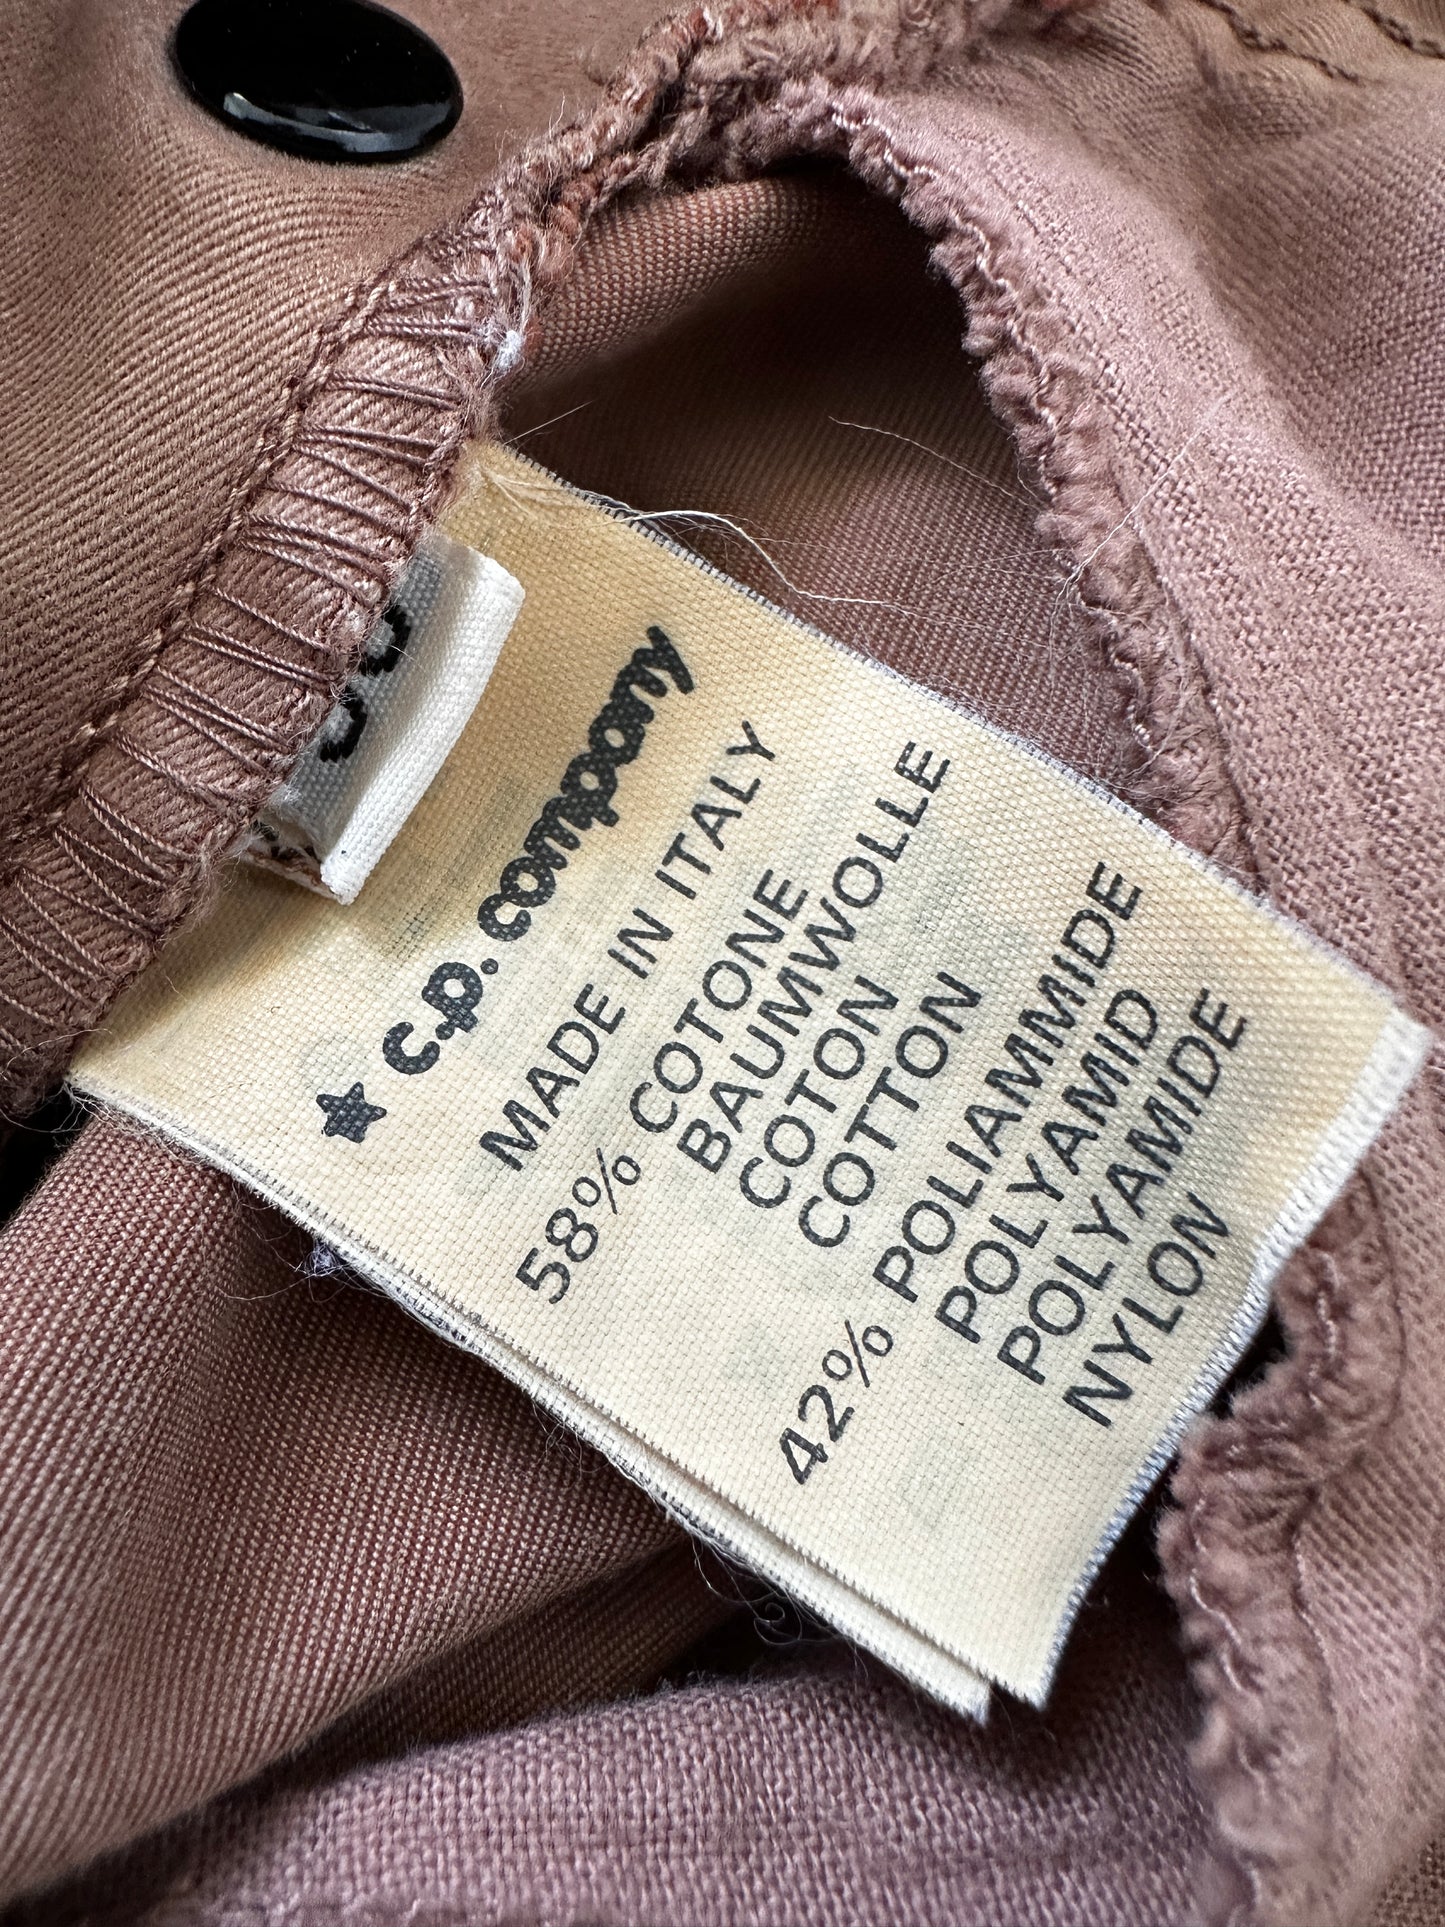 ★ c.p. company
MADE IN ITALY
58% COTONE
BAUMWOLLE
COTON
COTTON
42% POLIAMMIDE
POLYAMID
POLYAMIDE
NYLON